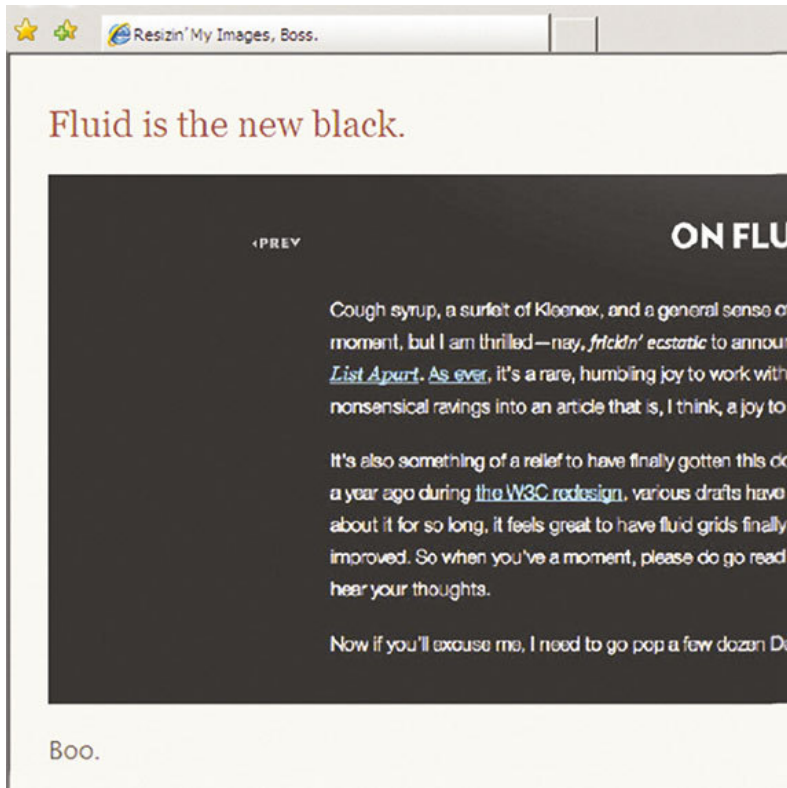 Resizin' My Images, Boss.
Fluid is the new black.
‹PREV
ON FLU
Cough syrup, a surfeit of Kleenex, and a general sense of
moment, but I am thrilled—nay, frickin' ecstatic to announ
List Apart. As ever, it's a rare, humbling joy to work with
nonsensical ravings into an article that is, I think, a joy to
It's also something of a relief to have finally gotten this do
a year ago during the W3C redesign, various drafts have
about it for so long, it feels great to have fluid grids finally
improved. So when you've a moment, please do go read
hear your thoughts.
Now if you'll excuse me, I need to go pop a few dozen Da
Boo.